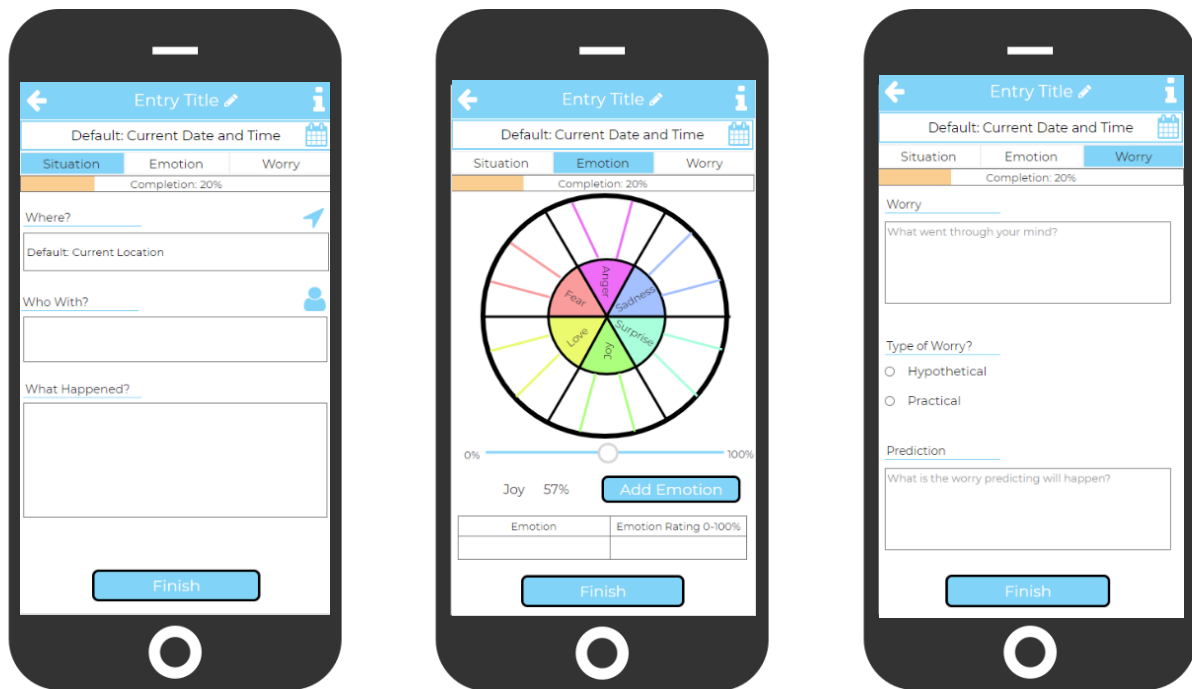 Entry Title
Default: Current Date and Time
Situation Emotion Worry
Completion: 20%
Where?
Default: Current Location
Who With?
What Happened?
Finish
Entry Title
Default: Current Date and Time
Situation Emotion Worry
Completion: 20%
Anger
Fear
Sadness
Love
Surprise
Joy
0% 100%
Joy 57% Add Emotion
Emotion Emotion Rating 0-100%
Finish
Entry Title
Default: Current Date and Time
Situation Emotion Worry
Completion: 20%
Worry
What went through your mind?
Type of Worry?
Hypothetical
Practical
Prediction
What is the worry predicting will happen?
Finish